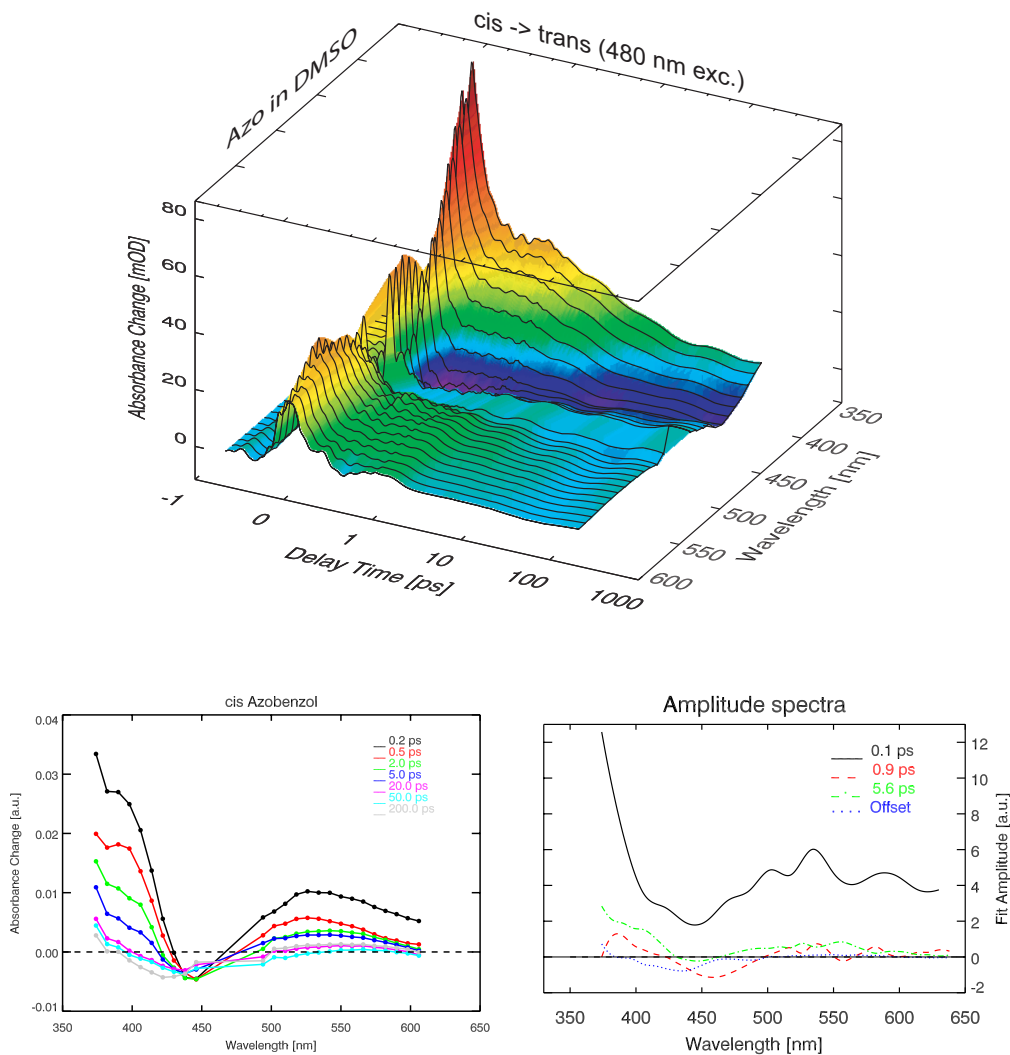 cis -> trans (480 nm exc.)
Azo in DMSO
Absorbance Change [mOD]
80
60
40
20
0
-1
0
1
10
100
1000
Delay Time [ps]
350
400
450
500
550
600
Wavelength [nm]
cis Azobenzol
0.04
0.03
0.02
0.01
0.00
-0.01
Absorbance Change [a.u.]
0.2 ps
0.5 ps
2.0 ps
5.0 ps
20.0 ps
50.0 ps
200.0 ps
350 400 450 500 550 600 650
Wavelength [nm]
Amplitude spectra
0.1 ps
0.9 ps
5.6 ps
Offset
12
10
8
6
4
2
0
-2
Fit Amplitude [a.u.]
350 400 450 500 550 600 650
Wavelength [nm]